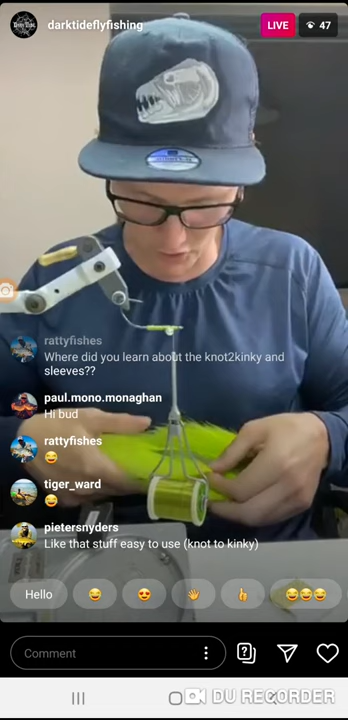 darktideflyfishing
LIVE
47
rattyfishes
Where did you learn about the knot2kinky and
sleeves??
paul.mono.monaghan
Hi bud
rattyfishes
😂
tiger_ward
😂
pietersnyders
Like that stuff easy to use (knot to kinky)
Hello 😂 😍 👋 👍 😂😂😂
Comment
DU RECORDER